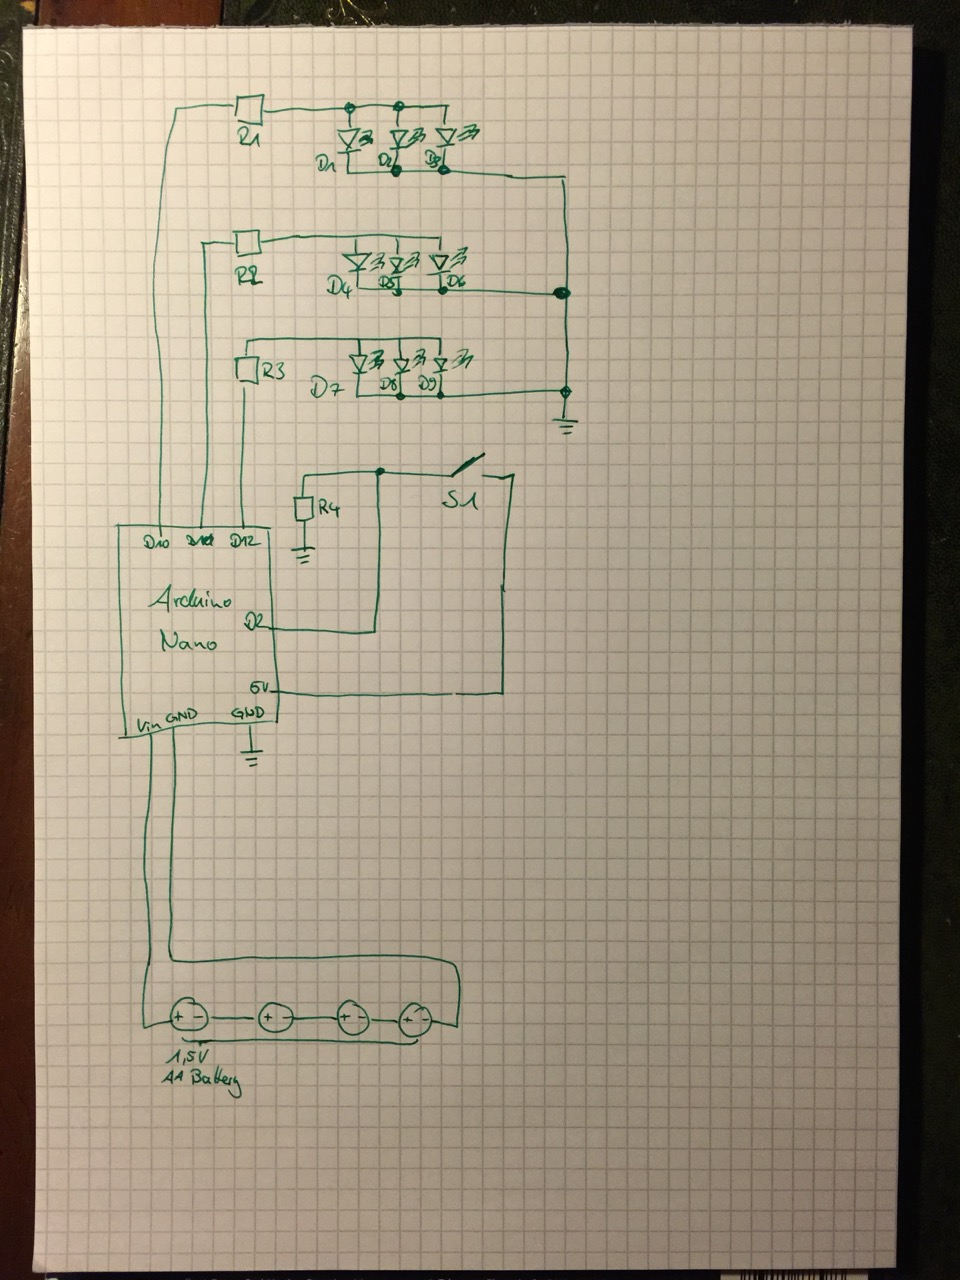 R1
D1 D2 D3
R2
D4 D5 D6
R3
D7 D8 D9
R4
S1
D10 D12
Arduino
Nano
D2
5V
Vin GND GND
+ - + - + - + -
1,5V
AA Battery